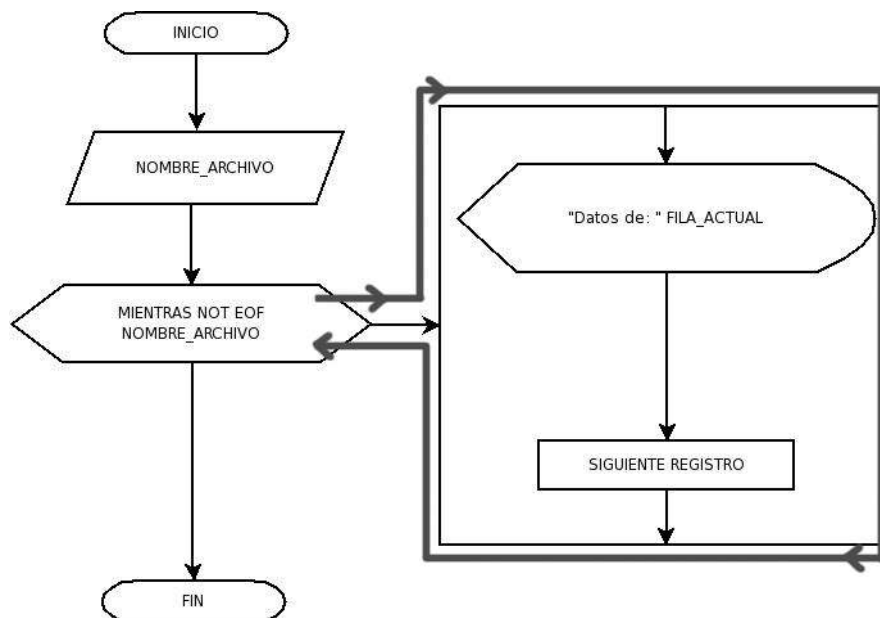 INICIO
NOMBRE_ARCHIVO
MIENTRAS NOT EOF
NOMBRE_ARCHIVO
"Datos de: " FILA_ACTUAL
SIGUIENTE REGISTRO
FIN